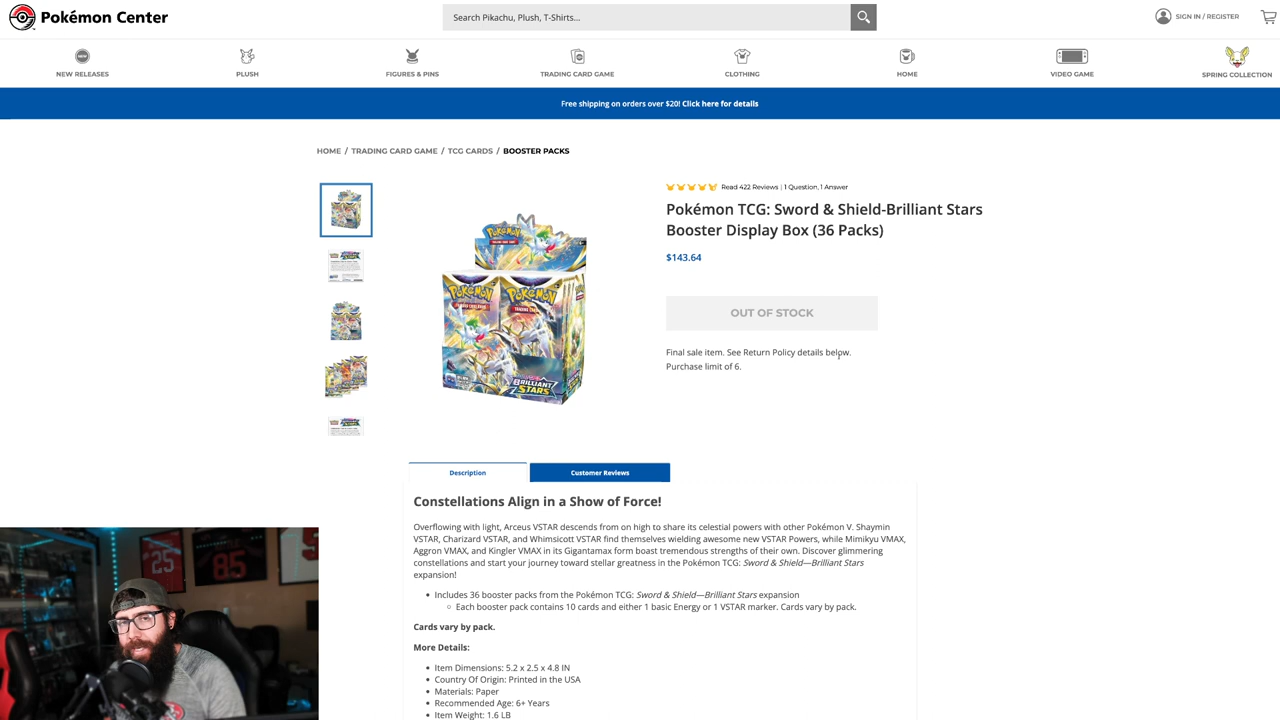 Pokémon Center
Search Pikachu, Plush, T-Shirts...
SIGN IN / REGISTER
NEW RELEASES
PLUSH
FIGURES & PINS
TRADING CARD GAME
CLOTHING
HOME
VIDEO GAME
SPRING COLLECTION
Free shipping on orders over $20! Click here for details
HOME / TRADING CARD GAME / TCG CARDS / BOOSTER PACKS
Read 422 Reviews | 1 Question, 1 Answer
Pokémon TCG: Sword & Shield-Brilliant Stars
Booster Display Box (36 Packs)
$143.64
OUT OF STOCK
Final sale item. See Return Policy details below.
Purchase limit of 6.
POKÉMON
POKÉMON
POKÉMON
BRILLIANT
STARS
Description
Customer Reviews
Constellations Align in a Show of Force!
Overflowing with light, Arceus VSTAR descends from on high to share its celestial powers with other Pokémon V. Shaymin
VSTAR, Charizard VSTAR, and Whimsicott VSTAR find themselves wielding awesome new VSTAR Powers, while Mimikyu VMAX,
Aggron VMAX, and Kingler VMAX in its Gigantamax form boast tremendous strengths of their own. Discover glimmering
constellations and start your journey toward stellar greatness in the Pokémon TCG: Sword & Shield—Brilliant Stars
expansion!
Includes 36 booster packs from the Pokémon TCG: Sword & Shield—Brilliant Stars expansion
Each booster pack contains 10 cards and either 1 basic Energy or 1 VSTAR marker. Cards vary by pack.
Cards vary by pack.
More Details:
Item Dimensions: 5.2 x 2.5 x 4.8 IN
Country Of Origin: Printed in the USA
Materials: Paper
Recommended Age: 6+ Years
Item Weight: 1.6 LB
25
85